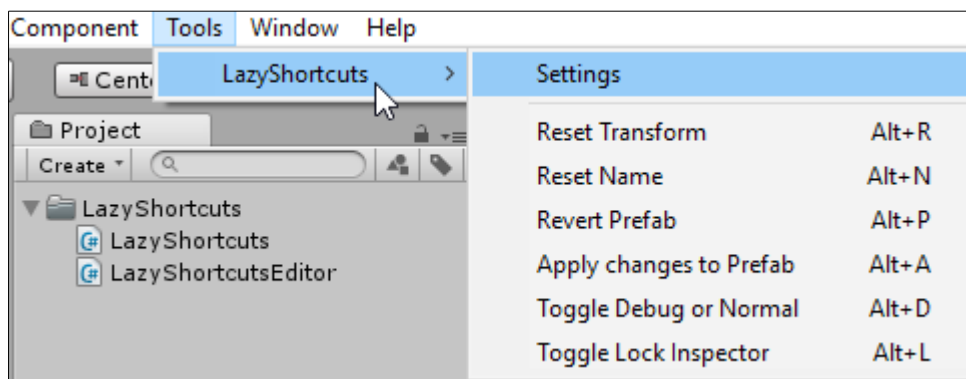 Component Tools Window Help
Cent
LazyShortcuts
Settings
Project
Create
LazyShortcuts
LazyShortcuts
LazyShortcutsEditor
Reset Transform Alt+R
Reset Name Alt+N
Revert Prefab Alt+P
Apply changes to Prefab Alt+A
Toggle Debug or Normal Alt+D
Toggle Lock Inspector Alt+L